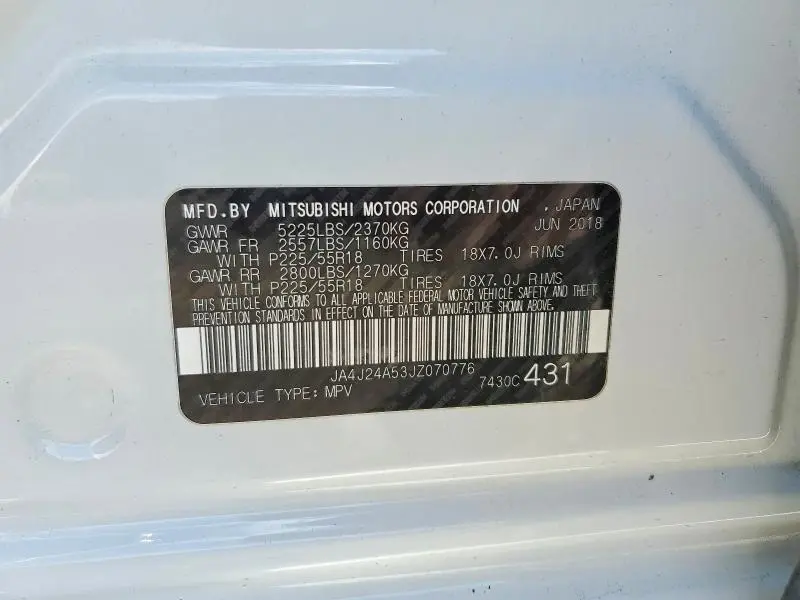 MFD.BY MITSUBISHI MOTORS CORPORATION , JAPAN
GVWR 5225LBS/2370KG JUN 2018
GAWR FR 2557LBS/1160KG
WITH P225/55R18 TIRES 18X7.0J RIMS
GAWR RR 2800LBS/1270KG
WITH P225/55R18 TIRES 18X7.0J RIMS
THIS VEHICLE CONFORMS TO ALL APPLICABLE FEDERAL MOTOR VEHICLE SAFETY AND THEFT
PREVENTION STANDARDS IN EFFECT ON THE DATE OF MANUFACTURE SHOWN ABOVE.
JA4J24A53JZ070776
VEHICLE TYPE: MPV 7430C 431